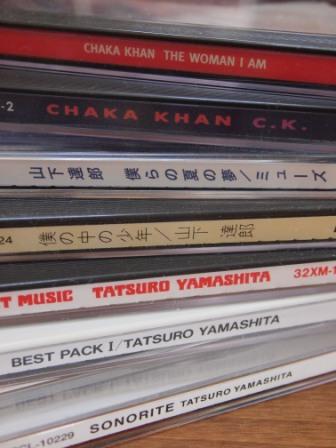 CHAKA KHAN THE WOMAN I AM
-2 CHAKA KHAN C.K.
山下達郎 僕らの夏の夢/ミューズ
24 僕の中の少年/山下 達郎
T MUSIC TATSURO YAMASHITA 32XM-1
BEST PACK I/TATSURO YAMASHITA
CL-10229 SONORITE TATSURO YAMASHITA